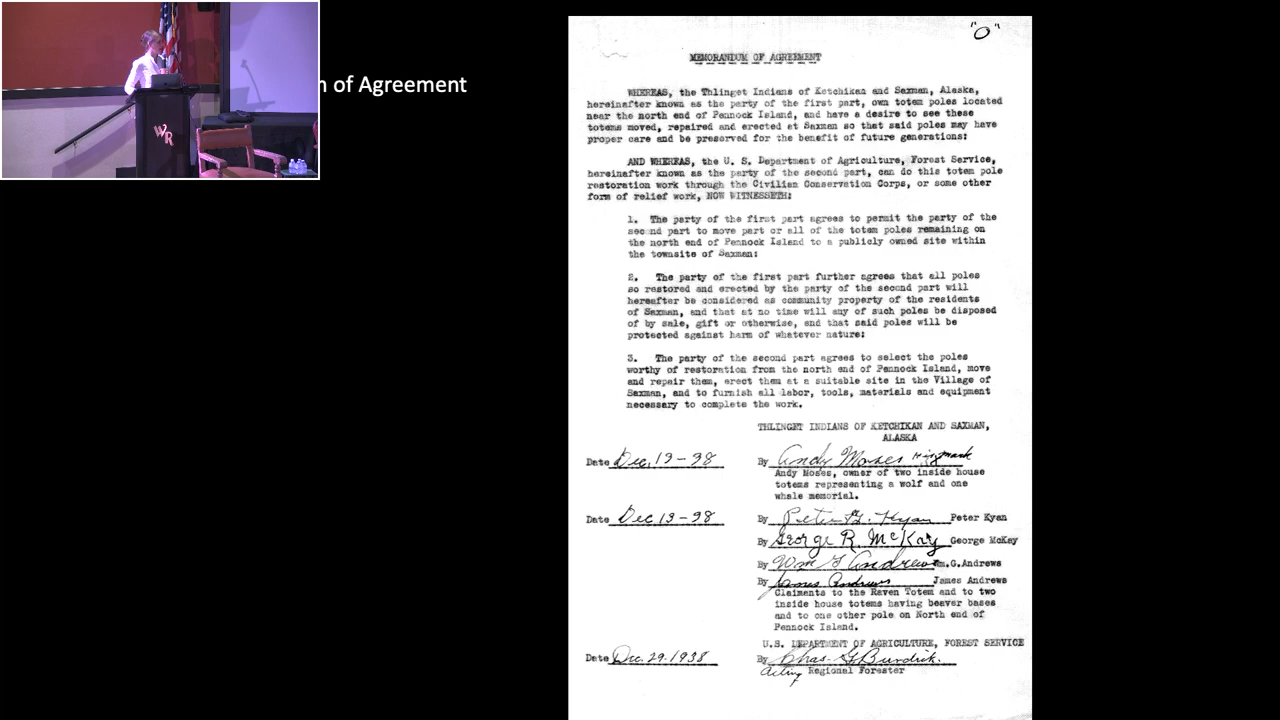 n of Agreement
WR
"O"
MEMORANDUM OF AGREEMENT
WHEREAS, the Thlinget Indians of Ketchikan and Saxman, Alaska,
hereinafter known as the party of the first part, own totem poles located
near the north end of Pennock Island, and have a desire to see these
totems moved, repaired and erected at Saxman so that said poles may have
proper care and be preserved for the benefit of future generations:
AND WHEREAS, the U. S. Department of Agriculture, Forest Service,
hereinafter known as the party of the second part, can do this totem pole
restoration work through the Civilian Conservation Corps, or some other
form of relief work, NOW WITNESSETH:
1. The party of the first part agrees to permit the party of the
second part to move part or all of the totem poles remaining on
the north end of Pennock Island to a publicly owned site within
the townsite of Saxman:
2. The party of the first part further agrees that all poles
so restored and erected by the party of the second part will
hereafter be considered as community property of the residents
of Saxman, and that at no time will any of such poles be disposed
of by sale, gift or otherwise, and that said poles will be
protected against harm of whatever nature:
3. The party of the second part agrees to select the poles
worthy of restoration from the north end of Pennock Island, move
and repair them, erect them at a suitable site in the Village of
Saxman, and to furnish all labor, tools, materials and equipment
necessary to complete the work.
THLINGET INDIANS OF KETCHIKAN AND SAXMAN,
ALASKA
Date Dec, 19-98 By Andy Moses His mark
Andy Moses, owner of two inside house
totems representing a wolf and one
whale memorial.
Date Dec 19-98 By Peter G. Kyan Peter Kyan
By George R. McKay George McKay
By Wm G Andrews Wm.G.Andrews
By James Andrews James Andrews
Claiments to the Raven Totem and to two
inside house totems having beaver bases
and to one other pole on North end of
Pennock Island.
U.S. DEPARTMENT OF AGRICULTURE, FOREST SERVICE
Date Dec. 29. 1938 By Chas. G. Burdick.
Acting Regional Forester